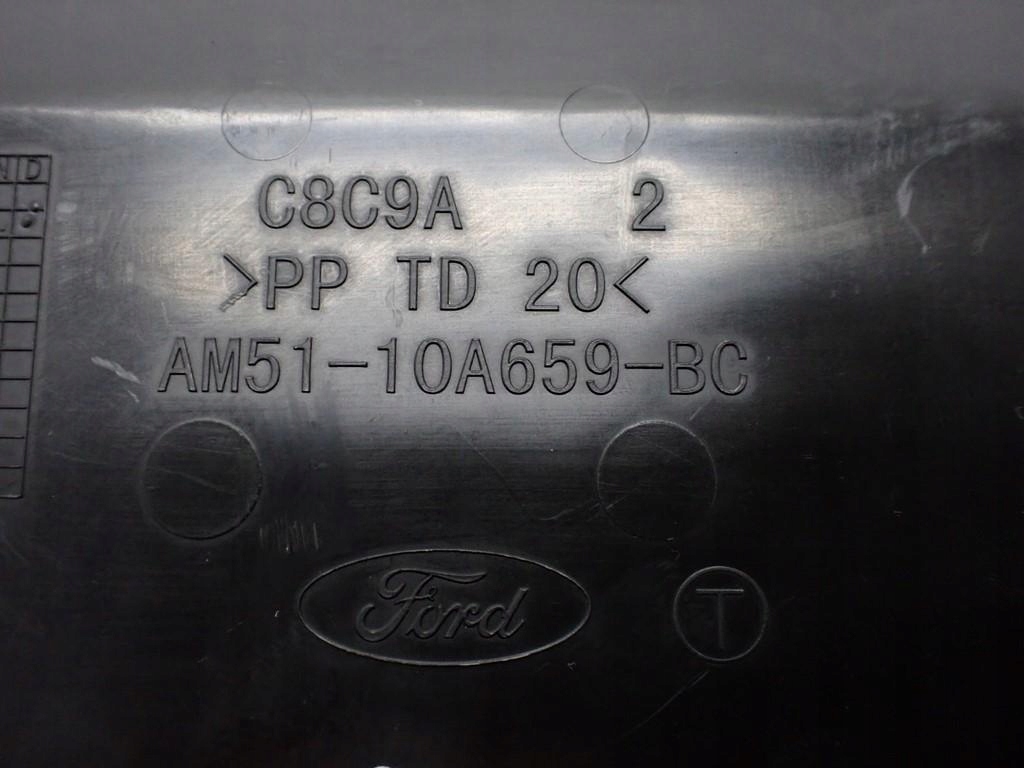 C8C9A 2
>PP TD 20<
AM51-10A659-BC
Ford
T